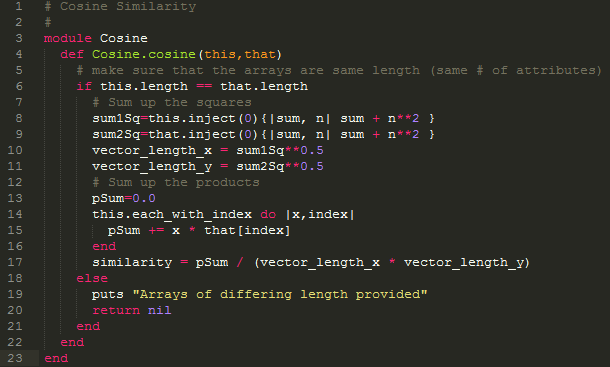 1 # Cosine Similarity
2 #
3 module Cosine
4   def Cosine.cosine(this,that)
5     # make sure that the arrays are same length (same # of attributes)
6     if this.length == that.length
7       # Sum up the squares
8       sum1Sq=this.inject(0){|sum, n| sum + n**2 }
9       sum2Sq=that.inject(0){|sum, n| sum + n**2 }
10       vector_length_x = sum1Sq**0.5
11       vector_length_y = sum2Sq**0.5
12       # Sum up the products
13       pSum=0.0
14       this.each_with_index do |x,index|
15         pSum += x * that[index]
16       end
17       similarity = pSum / (vector_length_x * vector_length_y)
18     else
19       puts "Arrays of differing length provided"
20       return nil
21     end
22   end
23 end